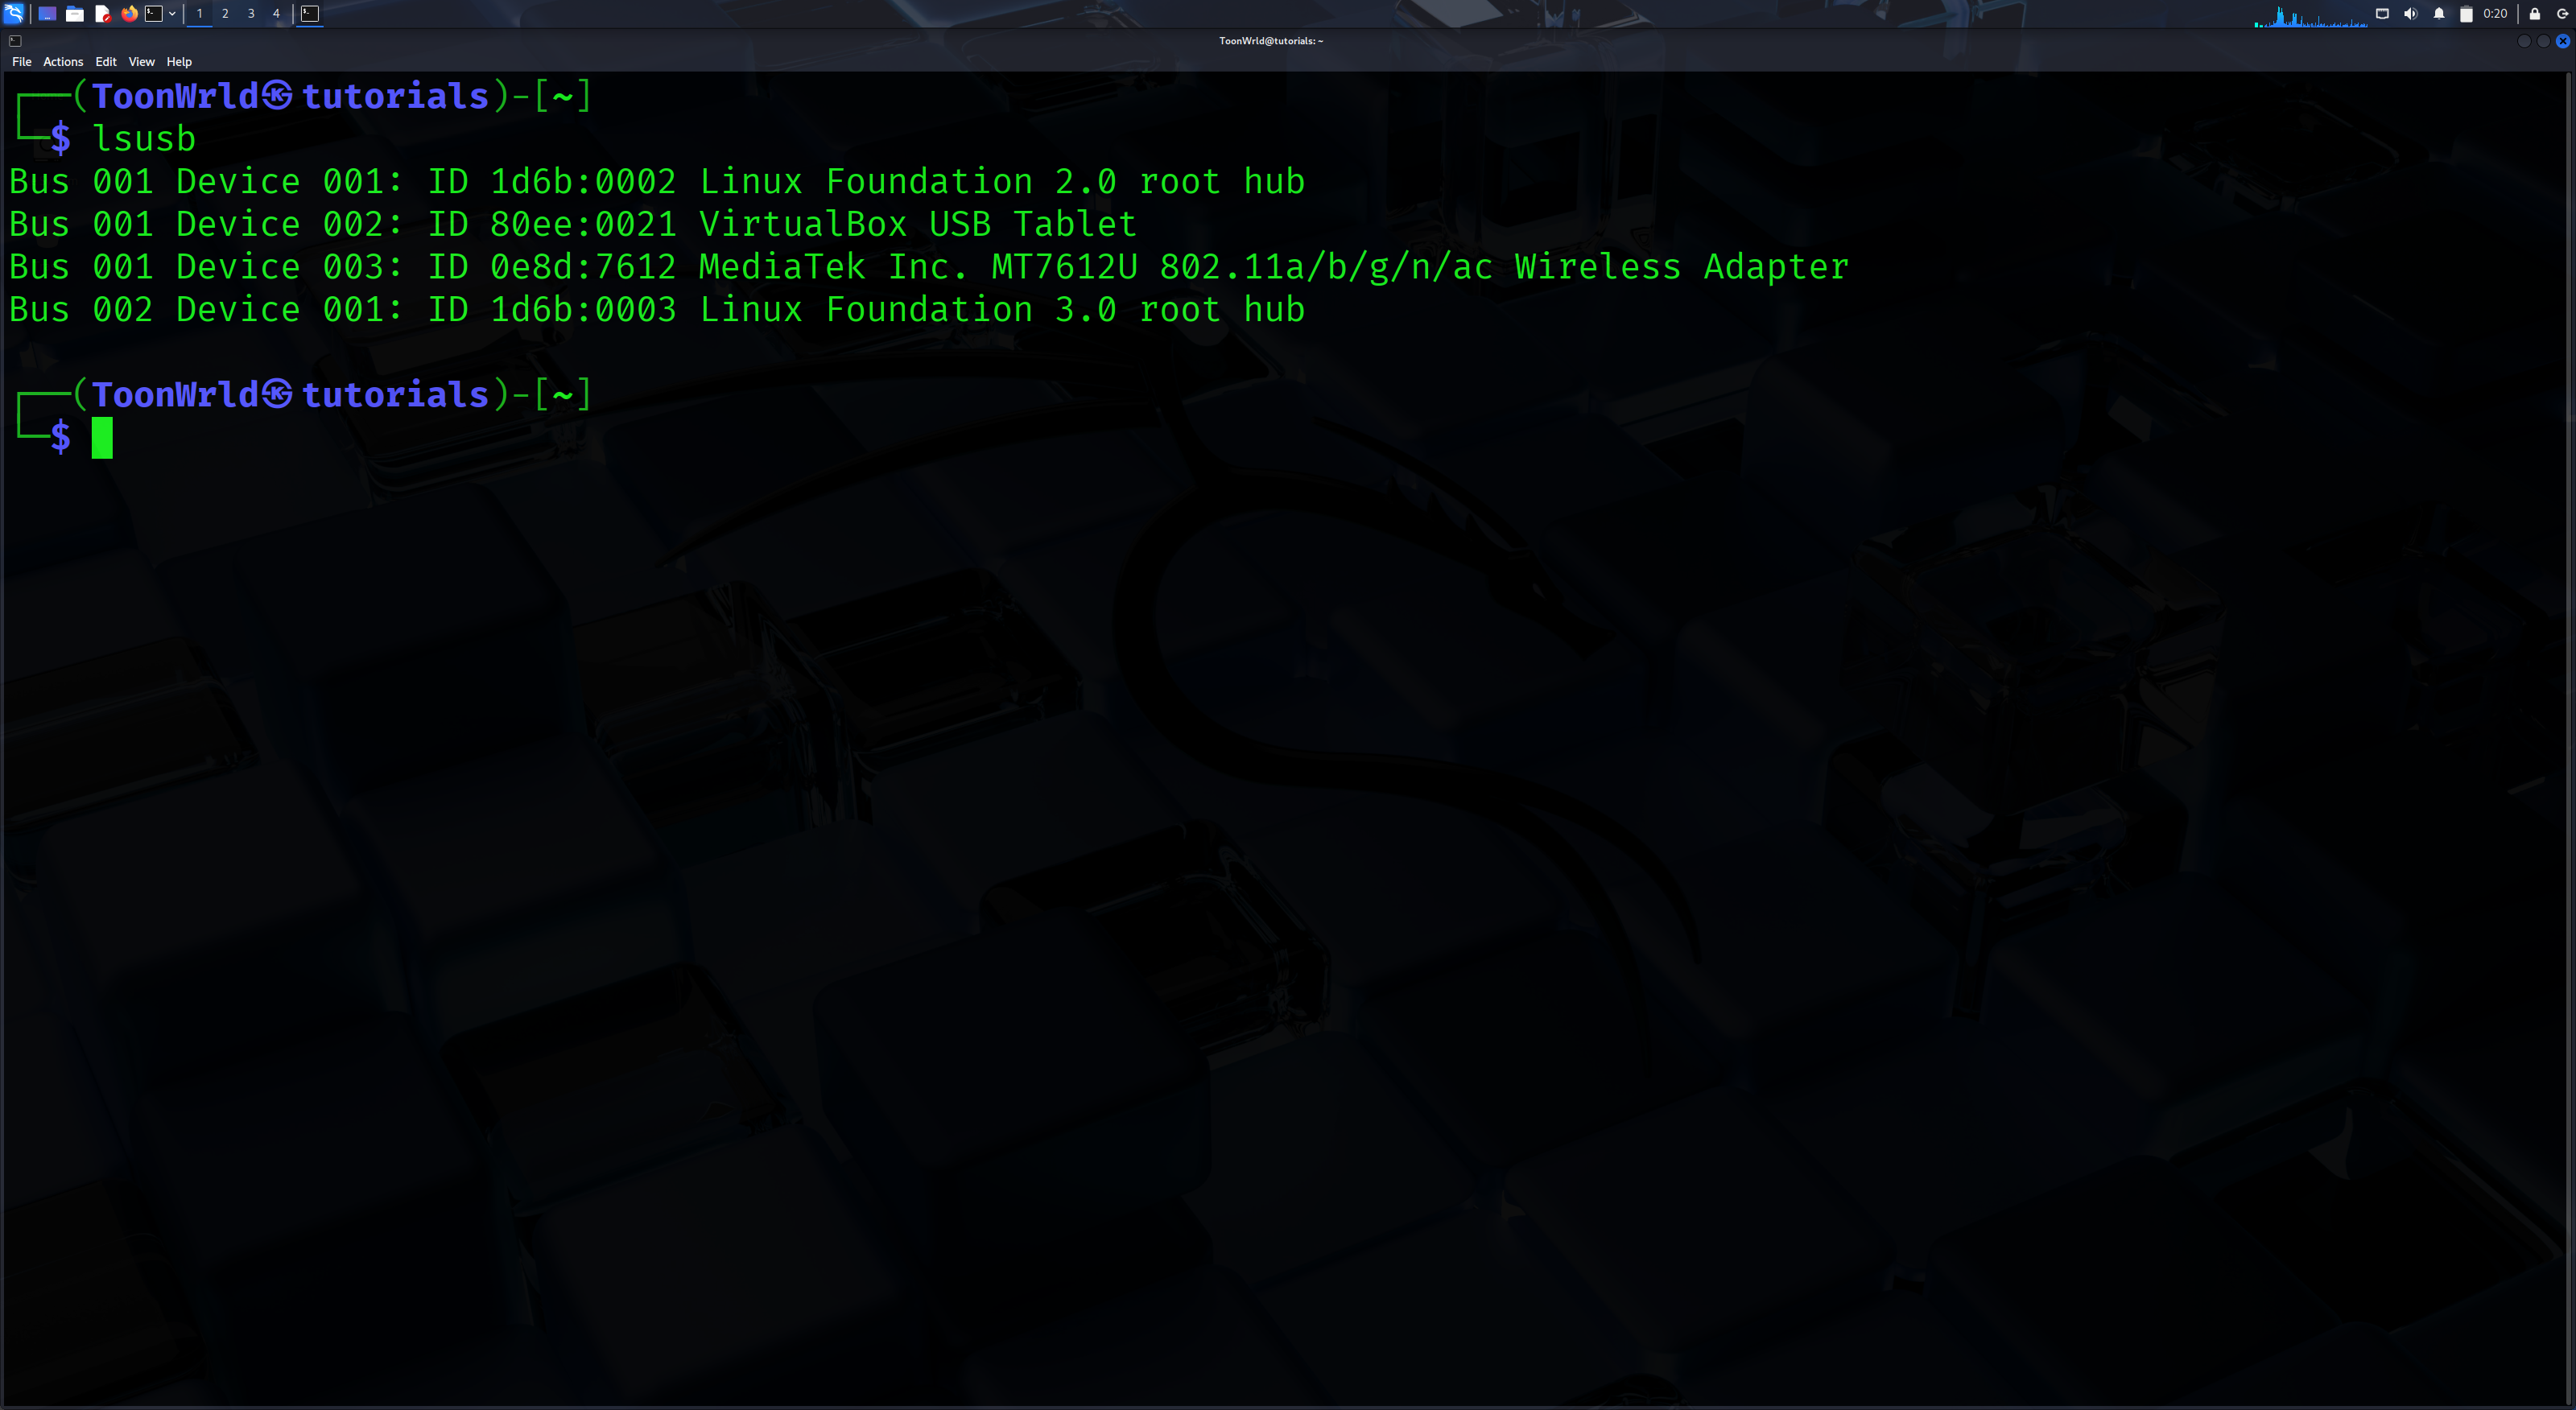 1 2 3 4 0:20
ToonWrld@tutorials: ~
File Actions Edit View Help
┌──(ToonWrld㉿tutorials)-[~]
└─$ lsusb
Bus 001 Device 001: ID 1d6b:0002 Linux Foundation 2.0 root hub
Bus 001 Device 002: ID 80ee:0021 VirtualBox USB Tablet
Bus 001 Device 003: ID 0e8d:7612 MediaTek Inc. MT7612U 802.11a/b/g/n/ac Wireless Adapter
Bus 002 Device 001: ID 1d6b:0003 Linux Foundation 3.0 root hub
┌──(ToonWrld㉿tutorials)-[~]
└─$